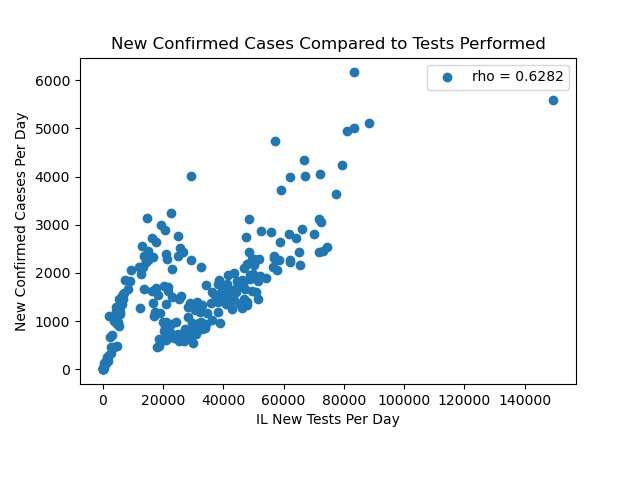 New Confirmed Cases Compared to Tests Performed
rho = 0.6282
6000
5000
4000
3000
2000
1000
0
New Confirmed Caeses Per Day
0 20000 40000 60000 80000 100000 120000 140000
IL New Tests Per Day